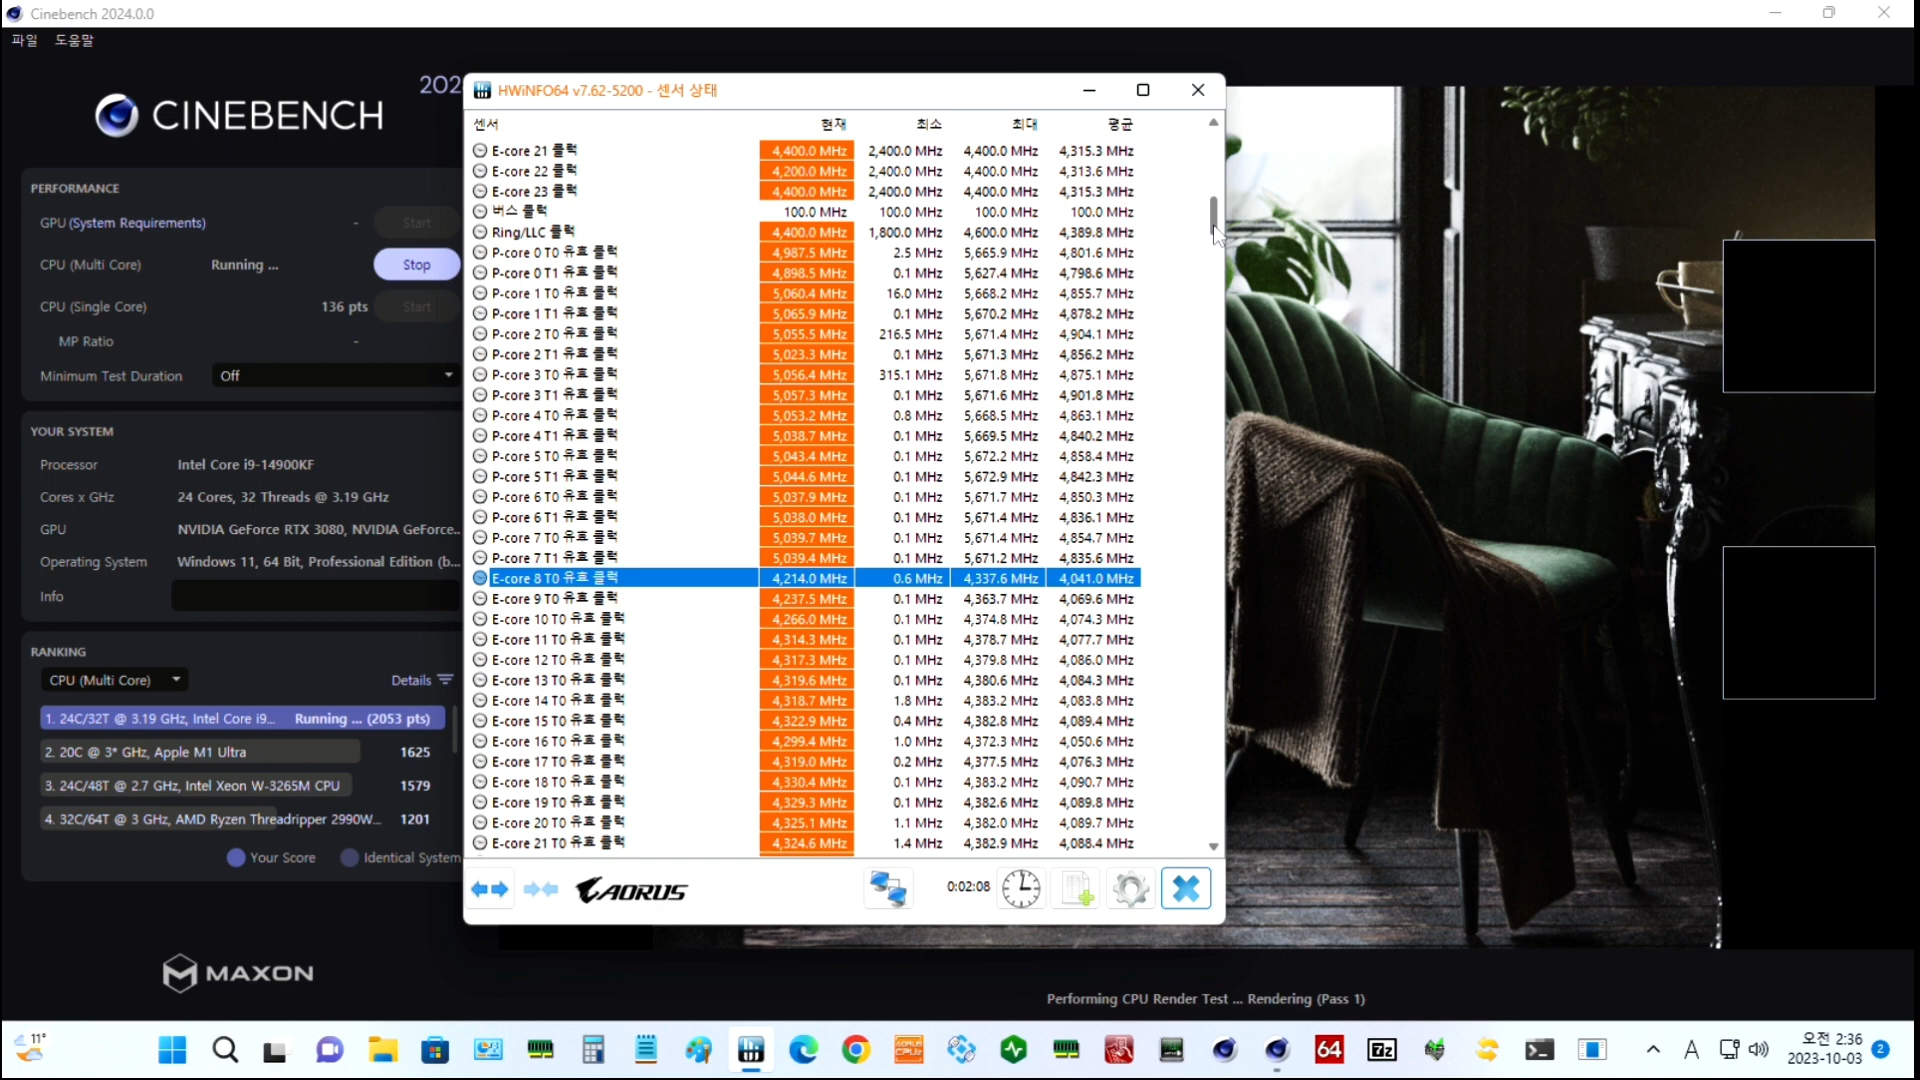 Cinebench 2024.0.0
파일 도움말
202
CINEBENCH
PERFORMANCE
GPU (System Requirements) - Start
CPU (Multi Core) Running ... Stop
CPU (Single Core) 136 pts Start
MP Ratio -
Minimum Test Duration Off
YOUR SYSTEM
Processor Intel Core i9-14900KF
Cores x GHz 24 Cores, 32 Threads @ 3.19 GHz
GPU NVIDIA GeForce RTX 3080, NVIDIA GeForce..
Operating System Windows 11, 64 Bit, Professional Edition (b...
Info
RANKING
CPU (Multi Core) Details
1. 24C/32T @ 3.19 GHz, Intel Core i9... Running ... (2053 pts)
2. 20C @ 3* GHz, Apple M1 Ultra 1625
3. 24C/48T @ 2.7 GHz, Intel Xeon W-3265M CPU 1579
4. 32C/64T @ 3 GHz, AMD Ryzen Threadripper 2990W... 1201
Your Score Identical System
MAXON
HWiNFO64 v7.62-5200 - 센서 상태
센서 현재 최소 최대 평균
E-core 21 클럭 4,400.0 MHz 2,400.0 MHz 4,400.0 MHz 4,315.3 MHz
E-core 22 클럭 4,200.0 MHz 2,400.0 MHz 4,400.0 MHz 4,313.6 MHz
E-core 23 클럭 4,400.0 MHz 2,400.0 MHz 4,400.0 MHz 4,315.3 MHz
버스 클럭 100.0 MHz 100.0 MHz 100.0 MHz 100.0 MHz
Ring/LLC 클럭 4,400.0 MHz 1,800.0 MHz 4,600.0 MHz 4,389.8 MHz
P-core 0 T0 유효 클럭 4,987.5 MHz 2.5 MHz 5,665.9 MHz 4,801.6 MHz
P-core 0 T1 유효 클럭 4,898.5 MHz 0.1 MHz 5,627.4 MHz 4,798.6 MHz
P-core 1 T0 유효 클럭 5,060.4 MHz 16.0 MHz 5,668.2 MHz 4,855.7 MHz
P-core 1 T1 유효 클럭 5,065.9 MHz 0.1 MHz 5,670.2 MHz 4,878.2 MHz
P-core 2 T0 유효 클럭 5,055.5 MHz 216.5 MHz 5,671.4 MHz 4,904.1 MHz
P-core 2 T1 유효 클럭 5,023.3 MHz 0.1 MHz 5,671.3 MHz 4,856.2 MHz
P-core 3 T0 유효 클럭 5,056.4 MHz 315.1 MHz 5,671.8 MHz 4,875.1 MHz
P-core 3 T1 유효 클럭 5,057.3 MHz 0.1 MHz 5,671.6 MHz 4,901.8 MHz
P-core 4 T0 유효 클럭 5,053.2 MHz 0.8 MHz 5,668.5 MHz 4,863.1 MHz
P-core 4 T1 유효 클럭 5,038.7 MHz 0.1 MHz 5,669.5 MHz 4,840.2 MHz
P-core 5 T0 유효 클럭 5,043.4 MHz 0.1 MHz 5,672.2 MHz 4,858.4 MHz
P-core 5 T1 유효 클럭 5,044.6 MHz 0.1 MHz 5,672.9 MHz 4,842.3 MHz
P-core 6 T0 유효 클럭 5,037.9 MHz 0.1 MHz 5,671.7 MHz 4,850.3 MHz
P-core 6 T1 유효 클럭 5,038.0 MHz 0.1 MHz 5,671.4 MHz 4,836.1 MHz
P-core 7 T0 유효 클럭 5,039.7 MHz 0.1 MHz 5,671.4 MHz 4,854.7 MHz
P-core 7 T1 유효 클럭 5,039.4 MHz 0.1 MHz 5,671.2 MHz 4,835.6 MHz
E-core 8 T0 유효 클럭 4,214.0 MHz 0.6 MHz 4,337.6 MHz 4,041.0 MHz
E-core 9 T0 유효 클럭 4,237.5 MHz 0.1 MHz 4,363.7 MHz 4,069.6 MHz
E-core 10 T0 유효 클럭 4,266.0 MHz 0.1 MHz 4,374.8 MHz 4,074.3 MHz
E-core 11 T0 유효 클럭 4,314.3 MHz 0.1 MHz 4,378.7 MHz 4,077.7 MHz
E-core 12 T0 유효 클럭 4,317.3 MHz 0.1 MHz 4,379.8 MHz 4,086.0 MHz
E-core 13 T0 유효 클럭 4,319.6 MHz 0.1 MHz 4,380.6 MHz 4,084.3 MHz
E-core 14 T0 유효 클럭 4,318.7 MHz 1.8 MHz 4,383.2 MHz 4,083.8 MHz
E-core 15 T0 유효 클럭 4,322.9 MHz 0.4 MHz 4,382.8 MHz 4,089.4 MHz
E-core 16 T0 유효 클럭 4,299.4 MHz 1.0 MHz 4,372.3 MHz 4,050.6 MHz
E-core 17 T0 유효 클럭 4,319.0 MHz 0.2 MHz 4,377.5 MHz 4,076.3 MHz
E-core 18 T0 유효 클럭 4,330.4 MHz 0.1 MHz 4,383.2 MHz 4,090.7 MHz
E-core 19 T0 유효 클럭 4,329.3 MHz 0.1 MHz 4,382.6 MHz 4,089.8 MHz
E-core 20 T0 유효 클럭 4,325.1 MHz 1.1 MHz 4,382.0 MHz 4,089.7 MHz
E-core 21 T0 유효 클럭 4,324.6 MHz 1.4 MHz 4,382.9 MHz 4,088.4 MHz
AORUS 0:02:08
Performing CPU Render Test ... Rendering (Pass 1)
11°
64
7z
A
오전 2:36
2023-10-03
2